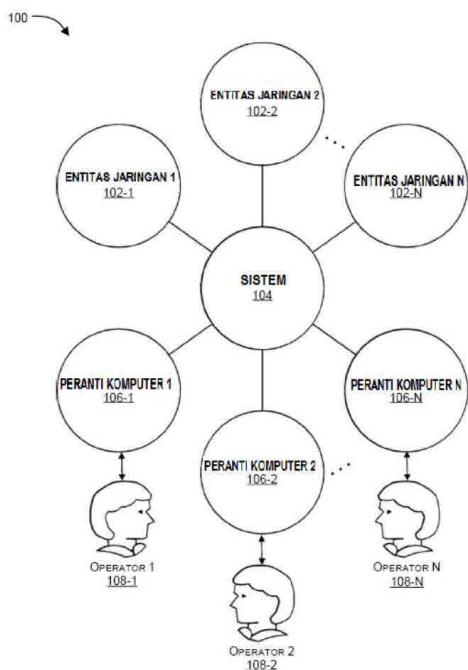 100
ENTITAS JARINGAN 2
102-2
ENTITAS JARINGAN 1
102-1
ENTITAS JARINGAN N
102-N
SISTEM
104
PERANTI KOMPUTER 1
106-1
PERANTI KOMPUTER N
106-N
PERANTI KOMPUTER 2
106-2
OPERATOR 1
108-1
OPERATOR N
108-N
OPERATOR 2
108-2